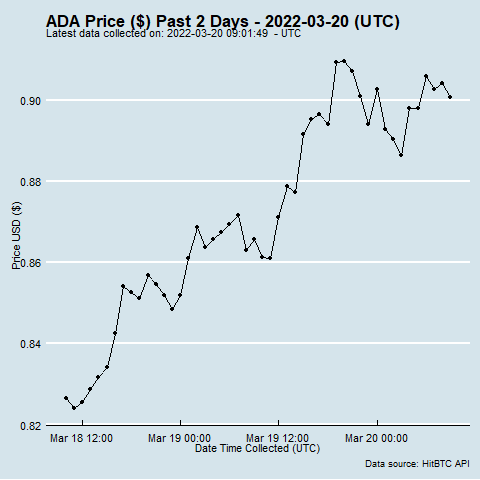 ADA Price ($) Past 2 Days - 2022-03-20 (UTC)
Latest data collected on: 2022-03-20 09:01:49  - UTC
Price USD ($)
0.90
0.88
0.86
0.84
0.82
Mar 18 12:00
Mar 19 00:00
Mar 19 12:00
Mar 20 00:00
Date Time Collected (UTC)
Data source: HitBTC API